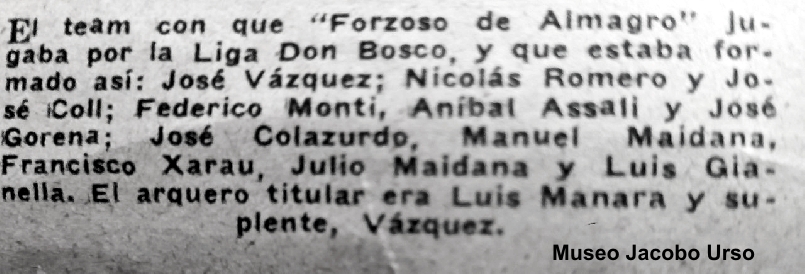 El team con que "Forzoso de Almagro" ju-
gaba por la Liga Don Bosco, y que estaba for-
mado así: José Vázquez; Nicolás Romero y Jo-
sé Coll; Federico Monti, Aníbal Assali y José
Gorena; José Colazurdo, Manuel Maidana,
Francisco Xarau, Julio Maidana y Luis Gia-
nella. El arquero titular era Luis Manara y su-
plente, Vázquez.
Museo Jacobo Urso